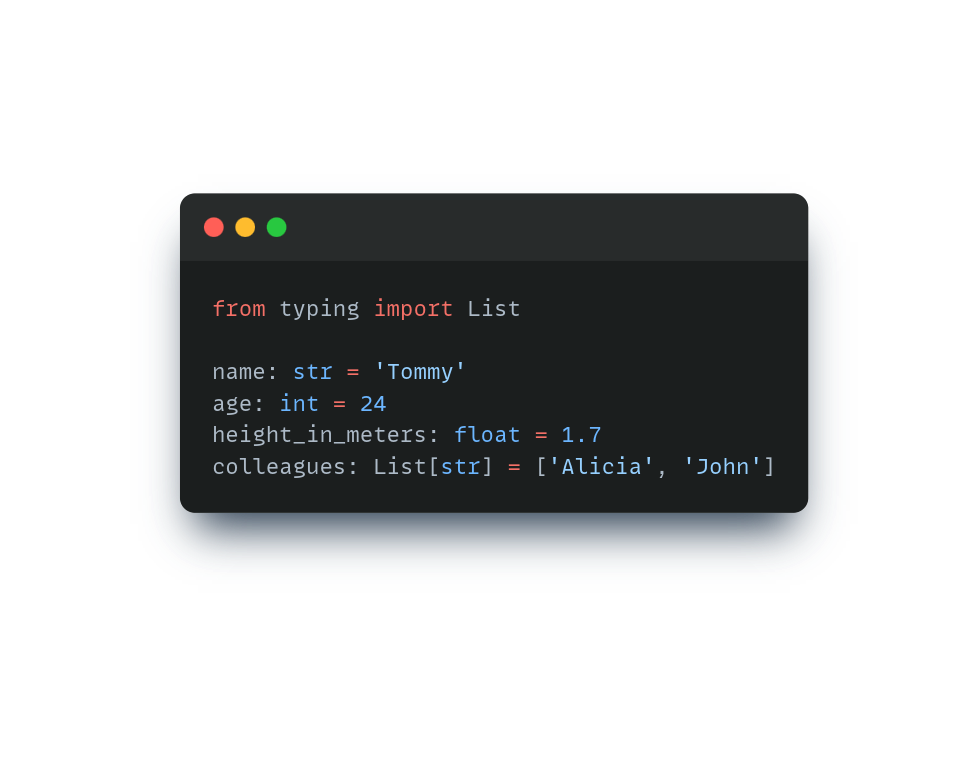 from typing import List
name: str = 'Tommy'
age: int = 24
height_in_meters: float = 1.7
colleagues: List[str] = ['Alicia', 'John']